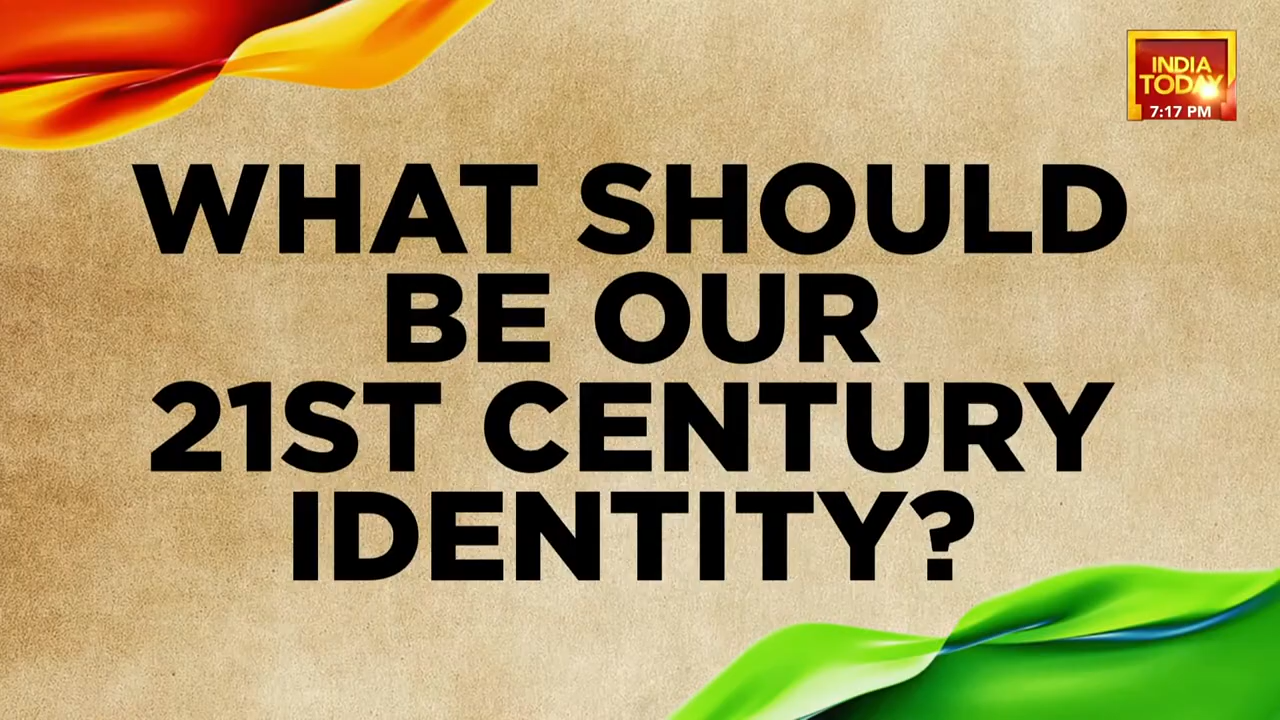 INDIA
TODAY
7:17 PM
WHAT SHOULD
BE OUR
21ST CENTURY
IDENTITY?